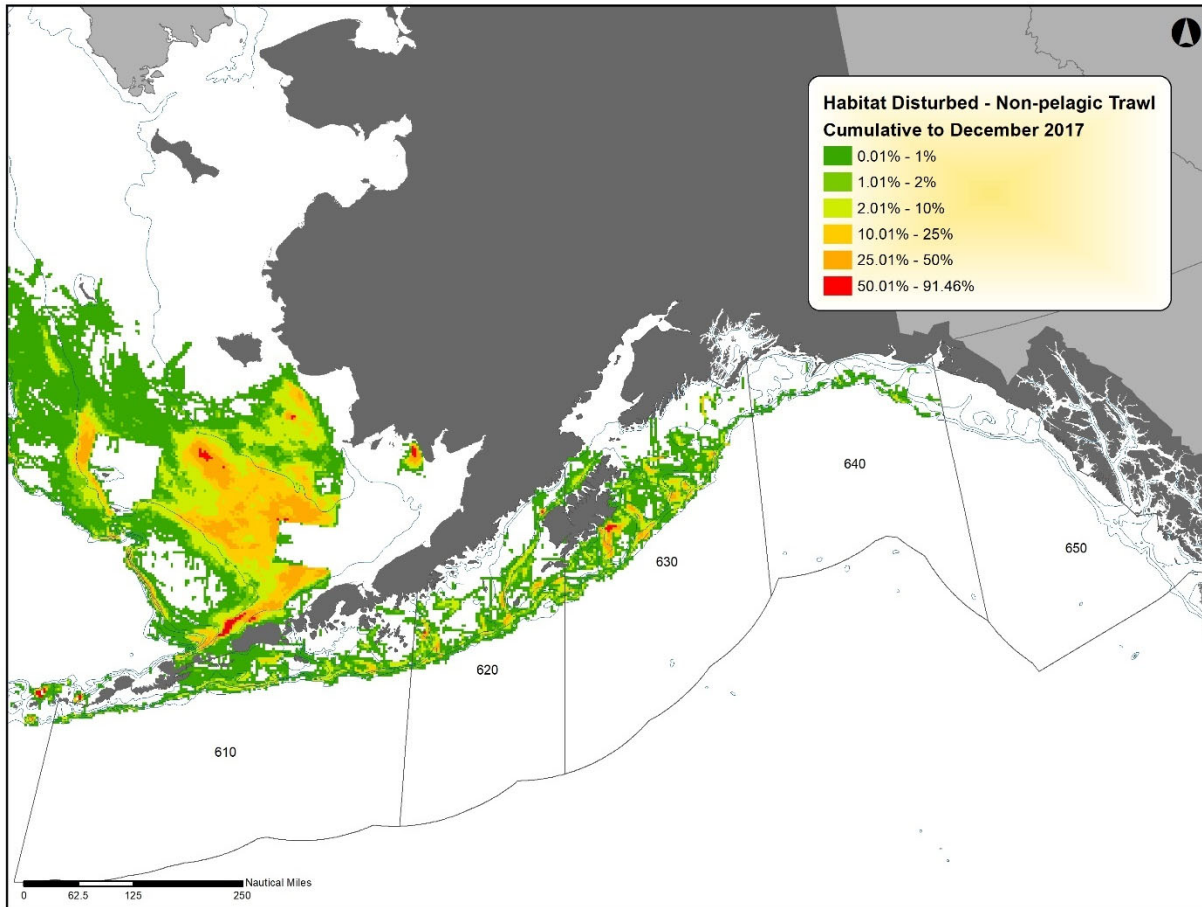 Habitat Disturbed - Non-pelagic Trawl
Cumulative to December 2017
0.01% - 1%
1.01% - 2%
2.01% - 10%
10.01% - 25%
25.01% - 50%
50.01% - 91.46%
640
650
630
620
610
Nautical Miles
0 62.5 125 250